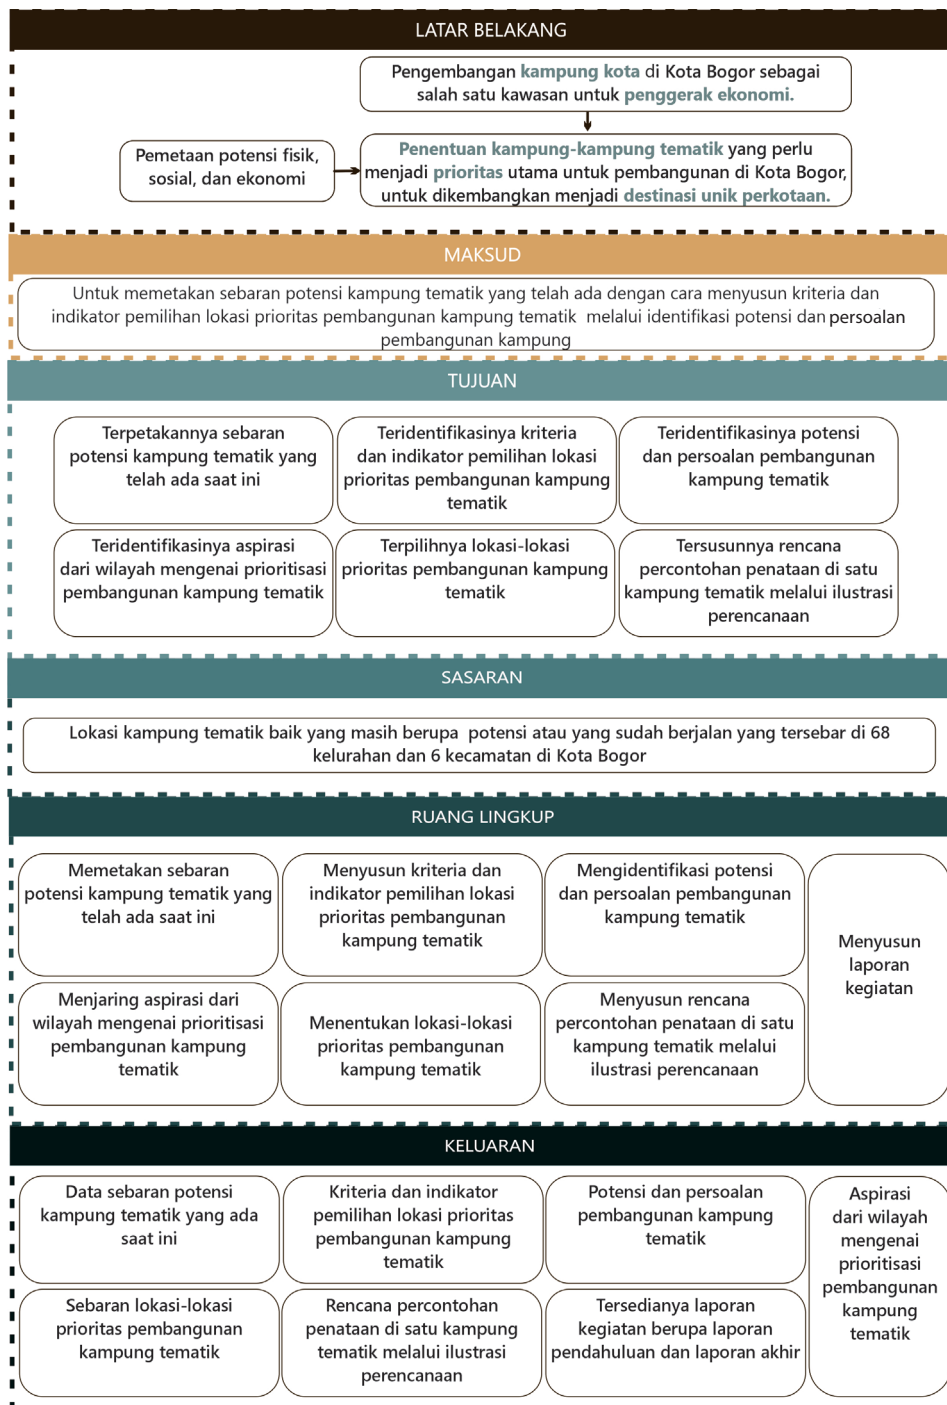 LATAR BELAKANG
Pengembangan kampung kota di Kota Bogor sebagai
salah satu kawasan untuk penggerak ekonomi.
Pemetaan potensi fisik,
sosial, dan ekonomi
Penentuan kampung-kampung tematik yang perlu
menjadi prioritas utama untuk pembangunan di Kota Bogor,
untuk dikembangkan menjadi destinasi unik perkotaan.
MAKSUD
Untuk memetakan sebaran potensi kampung tematik yang telah ada dengan cara menyusun kriteria dan
indikator pemilihan lokasi prioritas pembangunan kampung tematik melalui identifikasi potensi dan persoalan
pembangunan kampung
TUJUAN
Terpetakannya sebaran
potensi kampung tematik yang
telah ada saat ini
Teridentifikasinya kriteria
dan indikator pemilihan lokasi
prioritas pembangunan kampung
tematik
Teridentifikasinya potensi
dan persoalan pembangunan
kampung tematik
Teridentifikasinya aspirasi
dari wilayah mengenai prioritisasi
pembangunan kampung tematik
Terpilihnya lokasi-lokasi
prioritas pembangunan kampung
tematik
Tersusunnya rencana
percontohan penataan di satu
kampung tematik melalui ilustrasi
perencanaan
SASARAN
Lokasi kampung tematik baik yang masih berupa potensi atau yang sudah berjalan yang tersebar di 68
kelurahan dan 6 kecamatan di Kota Bogor
RUANG LINGKUP
Memetakan sebaran
potensi kampung tematik yang
telah ada saat ini
Menyusun kriteria dan
indikator pemilihan lokasi
prioritas pembangunan
kampung tematik
Mengidentifikasi potensi
dan persoalan pembangunan
kampung tematik
Menyusun
laporan
kegiatan
Menjaring aspirasi dari
wilayah mengenai prioritisasi
pembangunan kampung
tematik
Menentukan lokasi-lokasi
prioritas pembangunan
kampung tematik
Menyusun rencana
percontohan penataan di satu
kampung tematik melalui
ilustrasi perencanaan
KELUARAN
Data sebaran potensi
kampung tematik yang ada
saat ini
Kriteria dan indikator
pemilihan lokasi prioritas
pembangunan kampung
tematik
Potensi dan persoalan
pembangunan kampung
tematik
Aspirasi
dari wilayah
mengenai
prioritisasi
pembangunan
kampung
tematik
Sebaran lokasi-lokasi
prioritas pembangunan
kampung tematik
Rencana percontohan
penataan di satu kampung
tematik melalui ilustrasi
perencanaan
Tersedianya laporan
kegiatan berupa laporan
pendahuluan dan laporan akhir